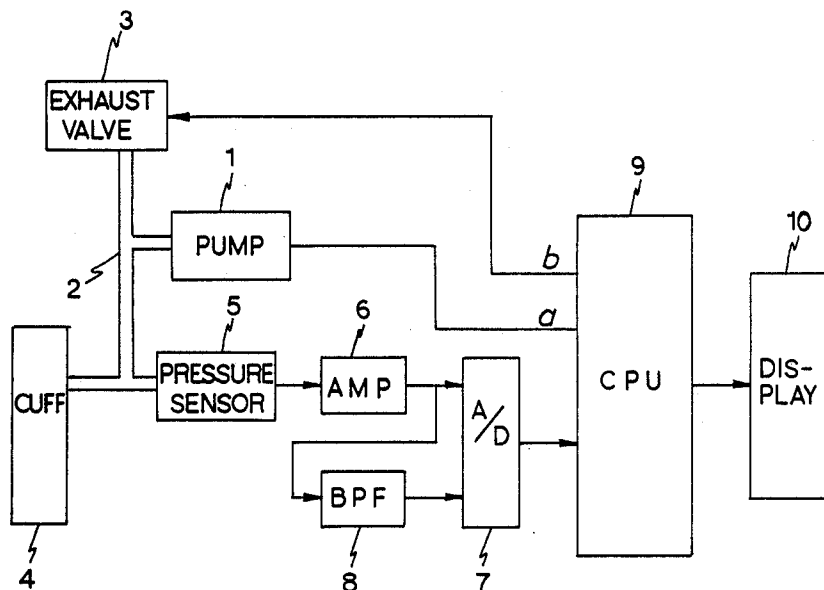 3
EXHAUST
VALVE
1
PUMP
2
9
b
a
10
5
6
PRESSURE
SENSOR
AMP
A/D
CPU
DIS-
PLAY
CUFF
BPF
4
8
7